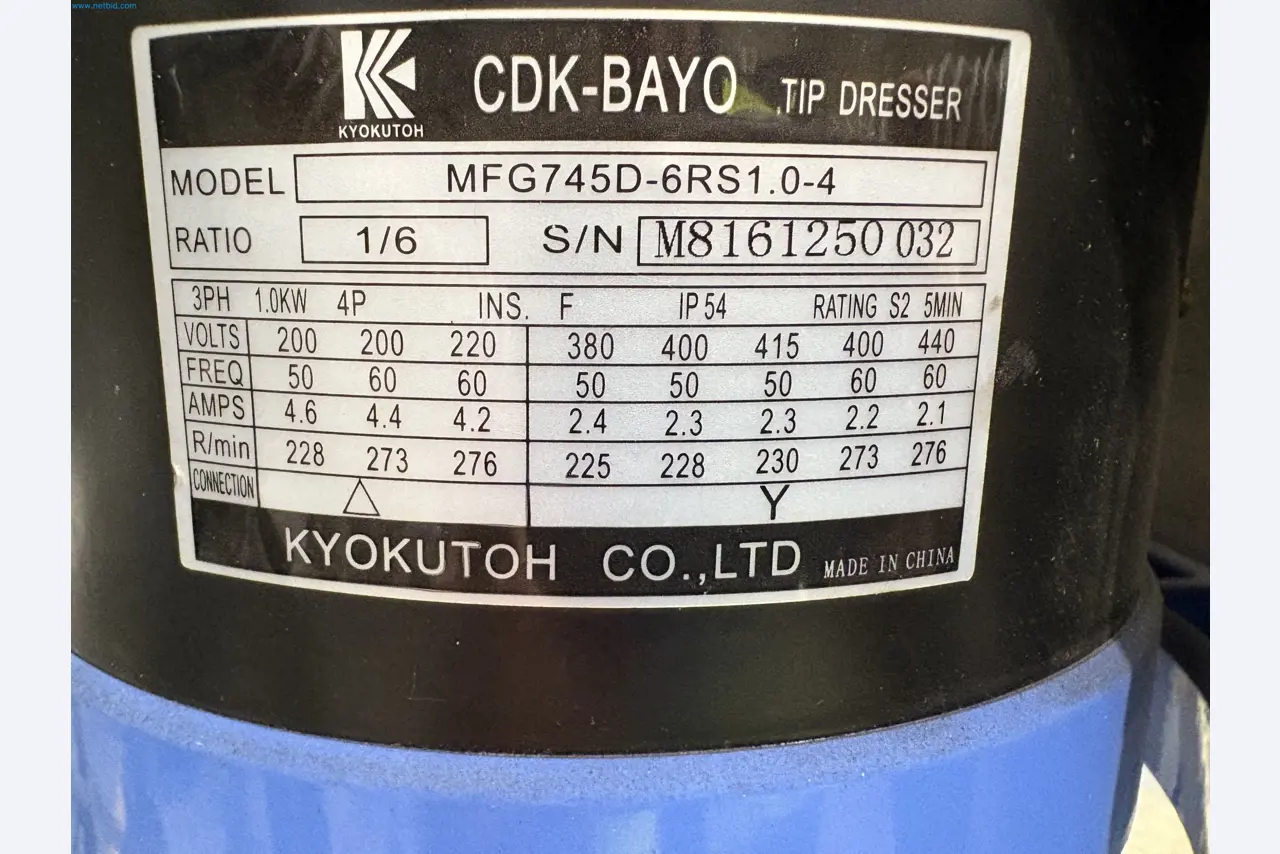 www.netbid.com
KYOKUTOH
CDK-BAYO TIP DRESSER
MODEL MFG745D-6RS1.0-4
RATIO 1/6 S/N M8161250 032
3PH 1.0KW 4P INS. F IP54 RATING S2 5MIN
VOLTS 200 200 220 380 400 415 400 440
FREQ 50 60 60 50 50 50 60 60
AMPS 4.6 4.4 4.2 2.4 2.3 2.3 2.2 2.1
R/min 228 273 276 225 228 230 273 276
CONNECTION △ Y
KYOKUTOH CO.,LTD MADE IN CHINA